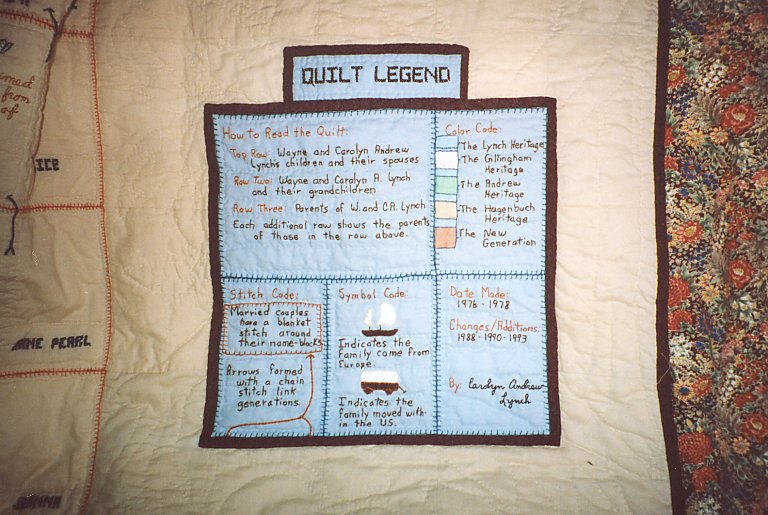 QUILT LEGEND
How to Read the Quilt:
Top Row: Wayne and Carolyn Andrew
Lynch's children and their spouses
Row Two: Wayne and Carolyn A. Lynch
and their grandchildren
Row Three: Parents of W. and C.A. Lynch
Each additional row shows the parents
of those in the row above.
Color Code:
The Lynch Heritage
The Gillingham
Heritage
The Andrew
Heritage
The Hagenbuch
Heritage
The New
Generation
Stitch Code:
Married couples
have a blanket
stitch around
their name-blocks
Arrows formed
with a chain
stitch link
generations.
Symbol Code:
Indicates the
Family came from
Europe.
Indicates the
family moved with-
in the U.S.
Date Made:
1976-1978
Changes/Additions:
1988-1990-1993
By: Carolyn Andrew
Lynch
from
of
ICE
PEARL